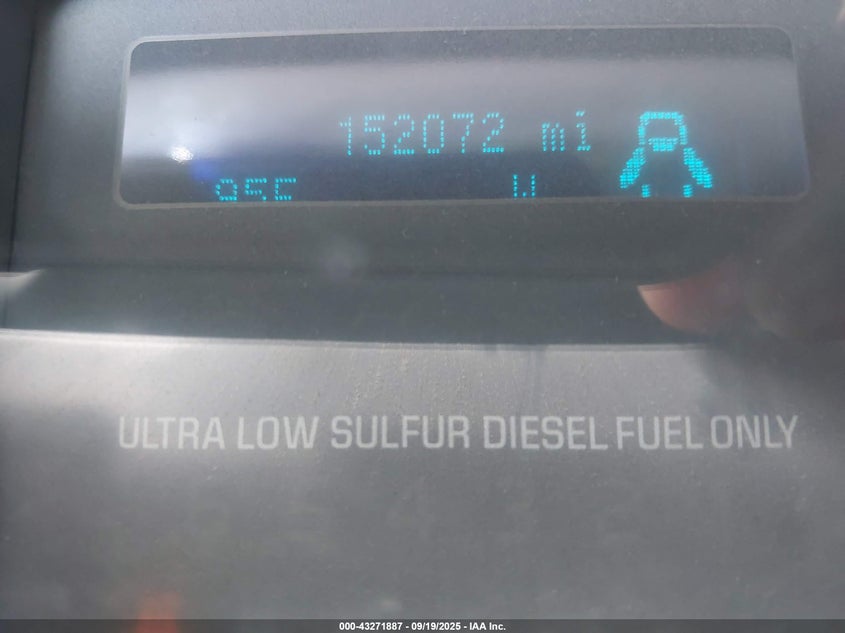 152072 mi
W
ULTRA LOW SULFUR DIESEL FUEL ONLY
000-43271887 - 09/19/2025 - IAA Inc.